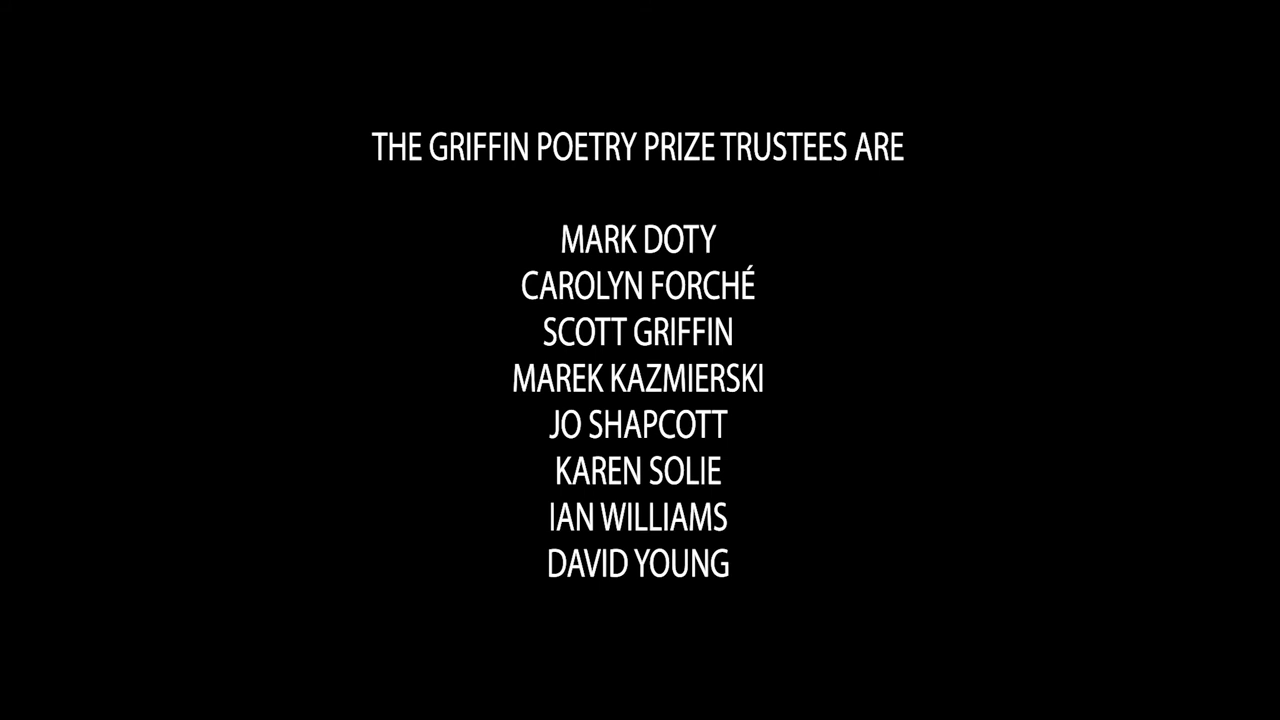 THE GRIFFIN POETRY PRIZE TRUSTEES ARE
MARK DOTY
CAROLYN FORCHÉ
SCOTT GRIFFIN
MAREK KAZMIERSKI
JO SHAPCOTT
KAREN SOLIE
IAN WILLIAMS
DAVID YOUNG